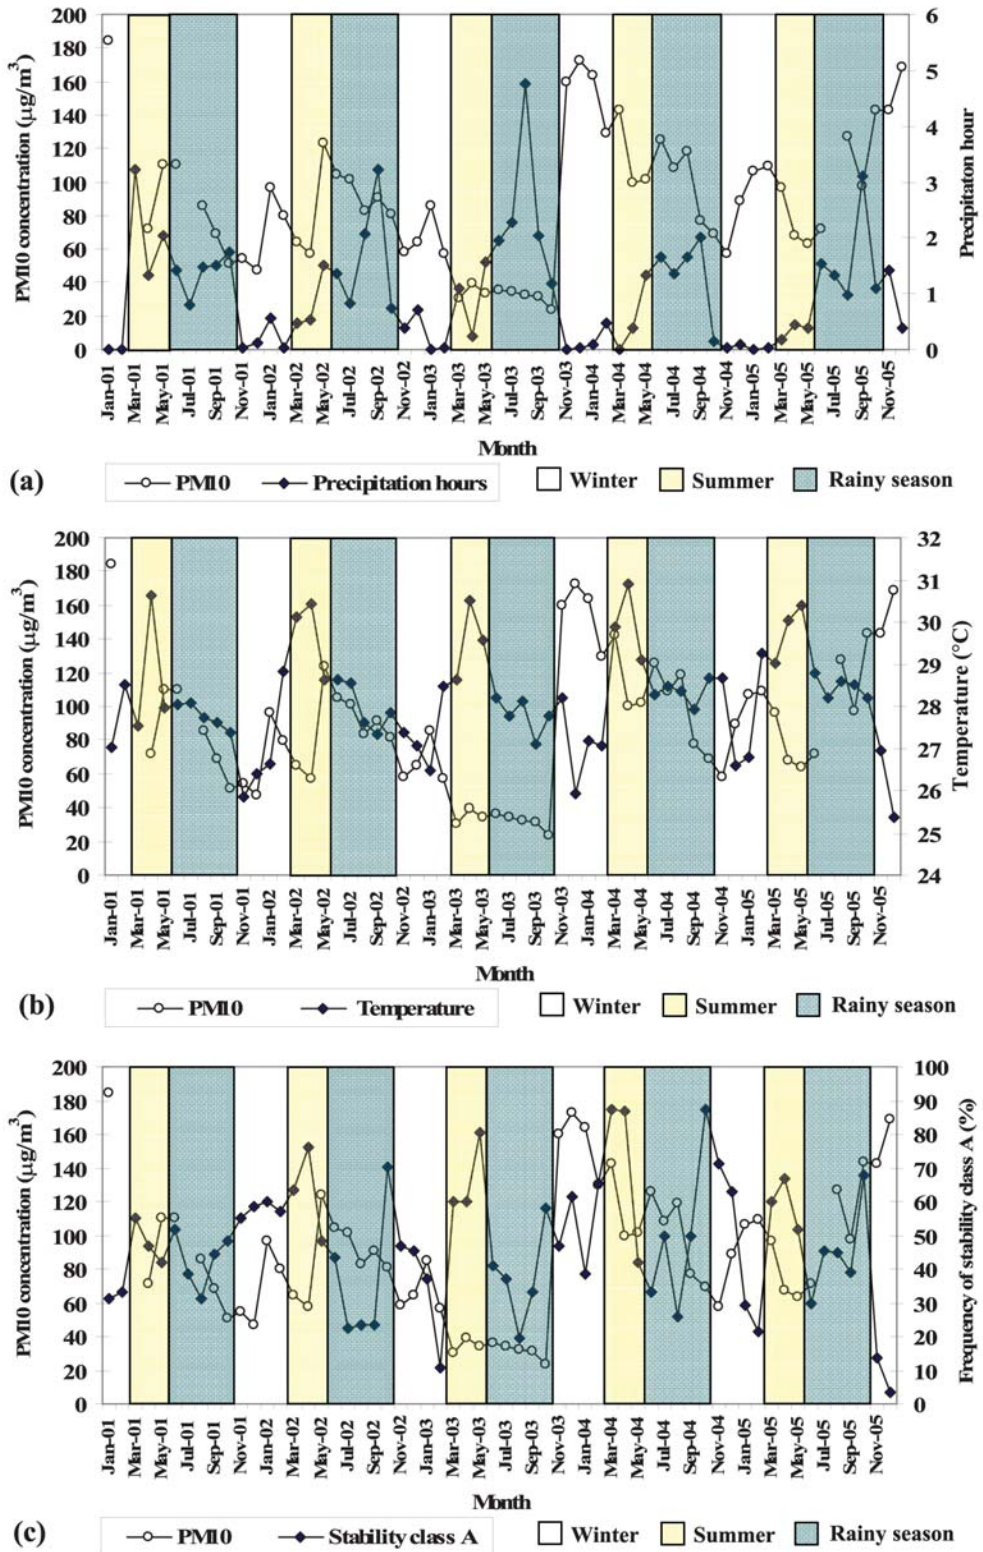 PM10 concentration (μg/m³)
200
180
160
140
120
100
80
60
40
20
0
6
5
4
3
2
1
0
Precipitaton hour
Jan-01
Mar-01
May-01
Jul-01
Sep-01
Nov-01
Jan-02
Mar-02
May-02
Jul-02
Sep-02
Nov-02
Jan-03
Mar-03
May-03
Jul-03
Sep-03
Nov-03
Jan-04
Mar-04
May-04
Jul-04
Sep-04
Nov-04
Jan-05
Mar-05
May-05
Jul-05
Sep-05
Nov-05
Month
(a) PM10 Precipitation hours Winter Summer Rainy season
PM10 concentration (μg/m³)
200
180
160
140
120
100
80
60
40
20
0
32
31
30
29
28
27
26
25
24
Temperature (°C)
Jan-01
Mar-01
May-01
Jul-01
Sep-01
Nov-01
Jan-02
Mar-02
May-02
Jul-02
Sep-02
Nov-02
Jan-03
Mar-03
May-03
Jul-03
Sep-03
Nov-03
Jan-04
Mar-04
May-04
Jul-04
Sep-04
Nov-04
Jan-05
Mar-05
May-05
Jul-05
Sep-05
Nov-05
Month
(b) PM10 Temperature Winter Summer Rainy season
PM10 concentration (μg/m³)
200
180
160
140
120
100
80
60
40
20
0
100
90
80
70
60
50
40
30
20
10
0
Frequency of stability class A (%)
Jan-01
Mar-01
May-01
Jul-01
Sep-01
Nov-01
Jan-02
Mar-02
May-02
Jul-02
Sep-02
Nov-02
Jan-03
Mar-03
May-03
Jul-03
Sep-03
Nov-03
Jan-04
Mar-04
May-04
Jul-04
Sep-04
Nov-04
Jan-05
Mar-05
May-05
Jul-05
Sep-05
Nov-05
Month
(c) PM10 Stability class A Winter Summer Rainy season